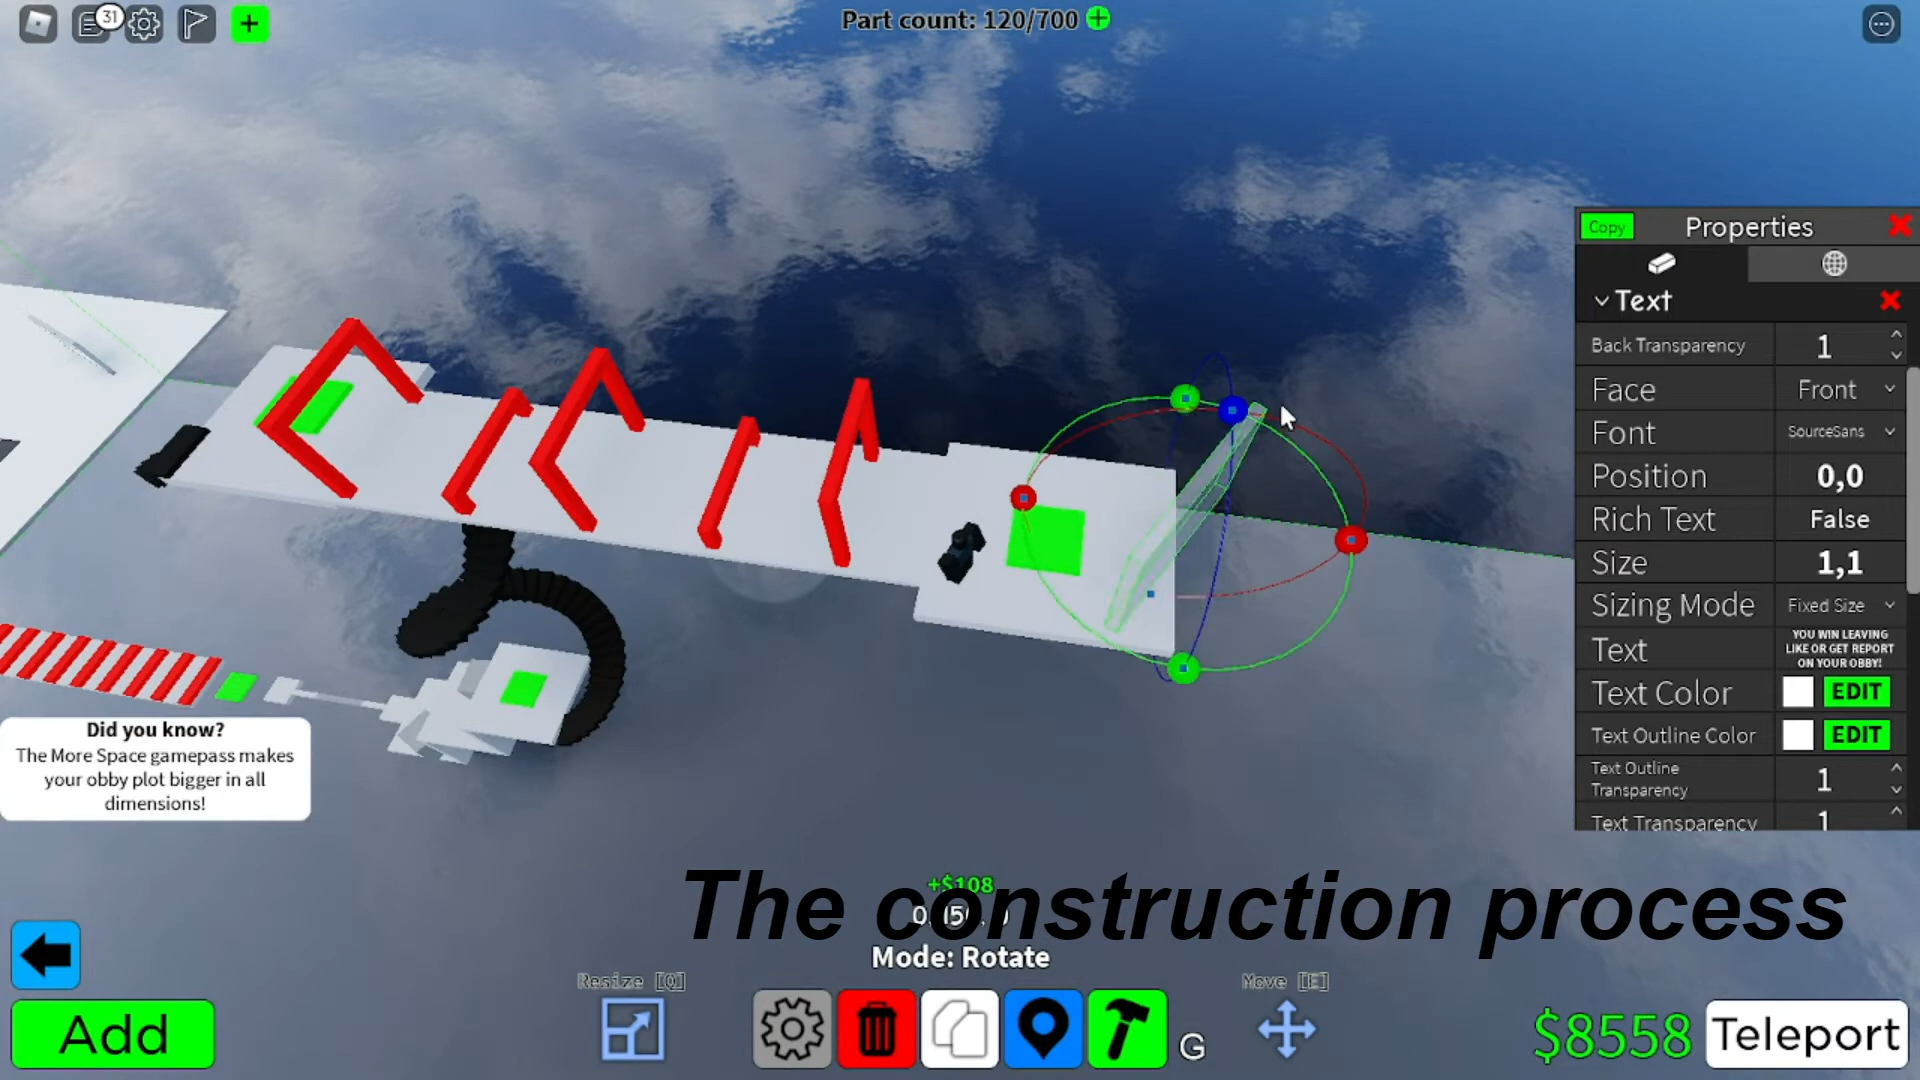 31
Part count: 120/700
Copy
Properties
Text
Back Transparency 1
Face Front
Font SourceSans
Position 0,0
Rich Text False
Size 1,1
Sizing Mode Fixed Size
Text
YOU WIN LEAVING
LIKE OR GET REPORT
ON YOUR OBBY!
Text Color EDIT
Text Outline Color EDIT
Text Outline
Transparency 1
Text Transparency 1
Did you know?
The More Space gamepass makes
your obby plot bigger in all
dimensions!
+$108
The construction process
Mode: Rotate
Resize [Q]
Move [E]
Add
G
$8558
Teleport